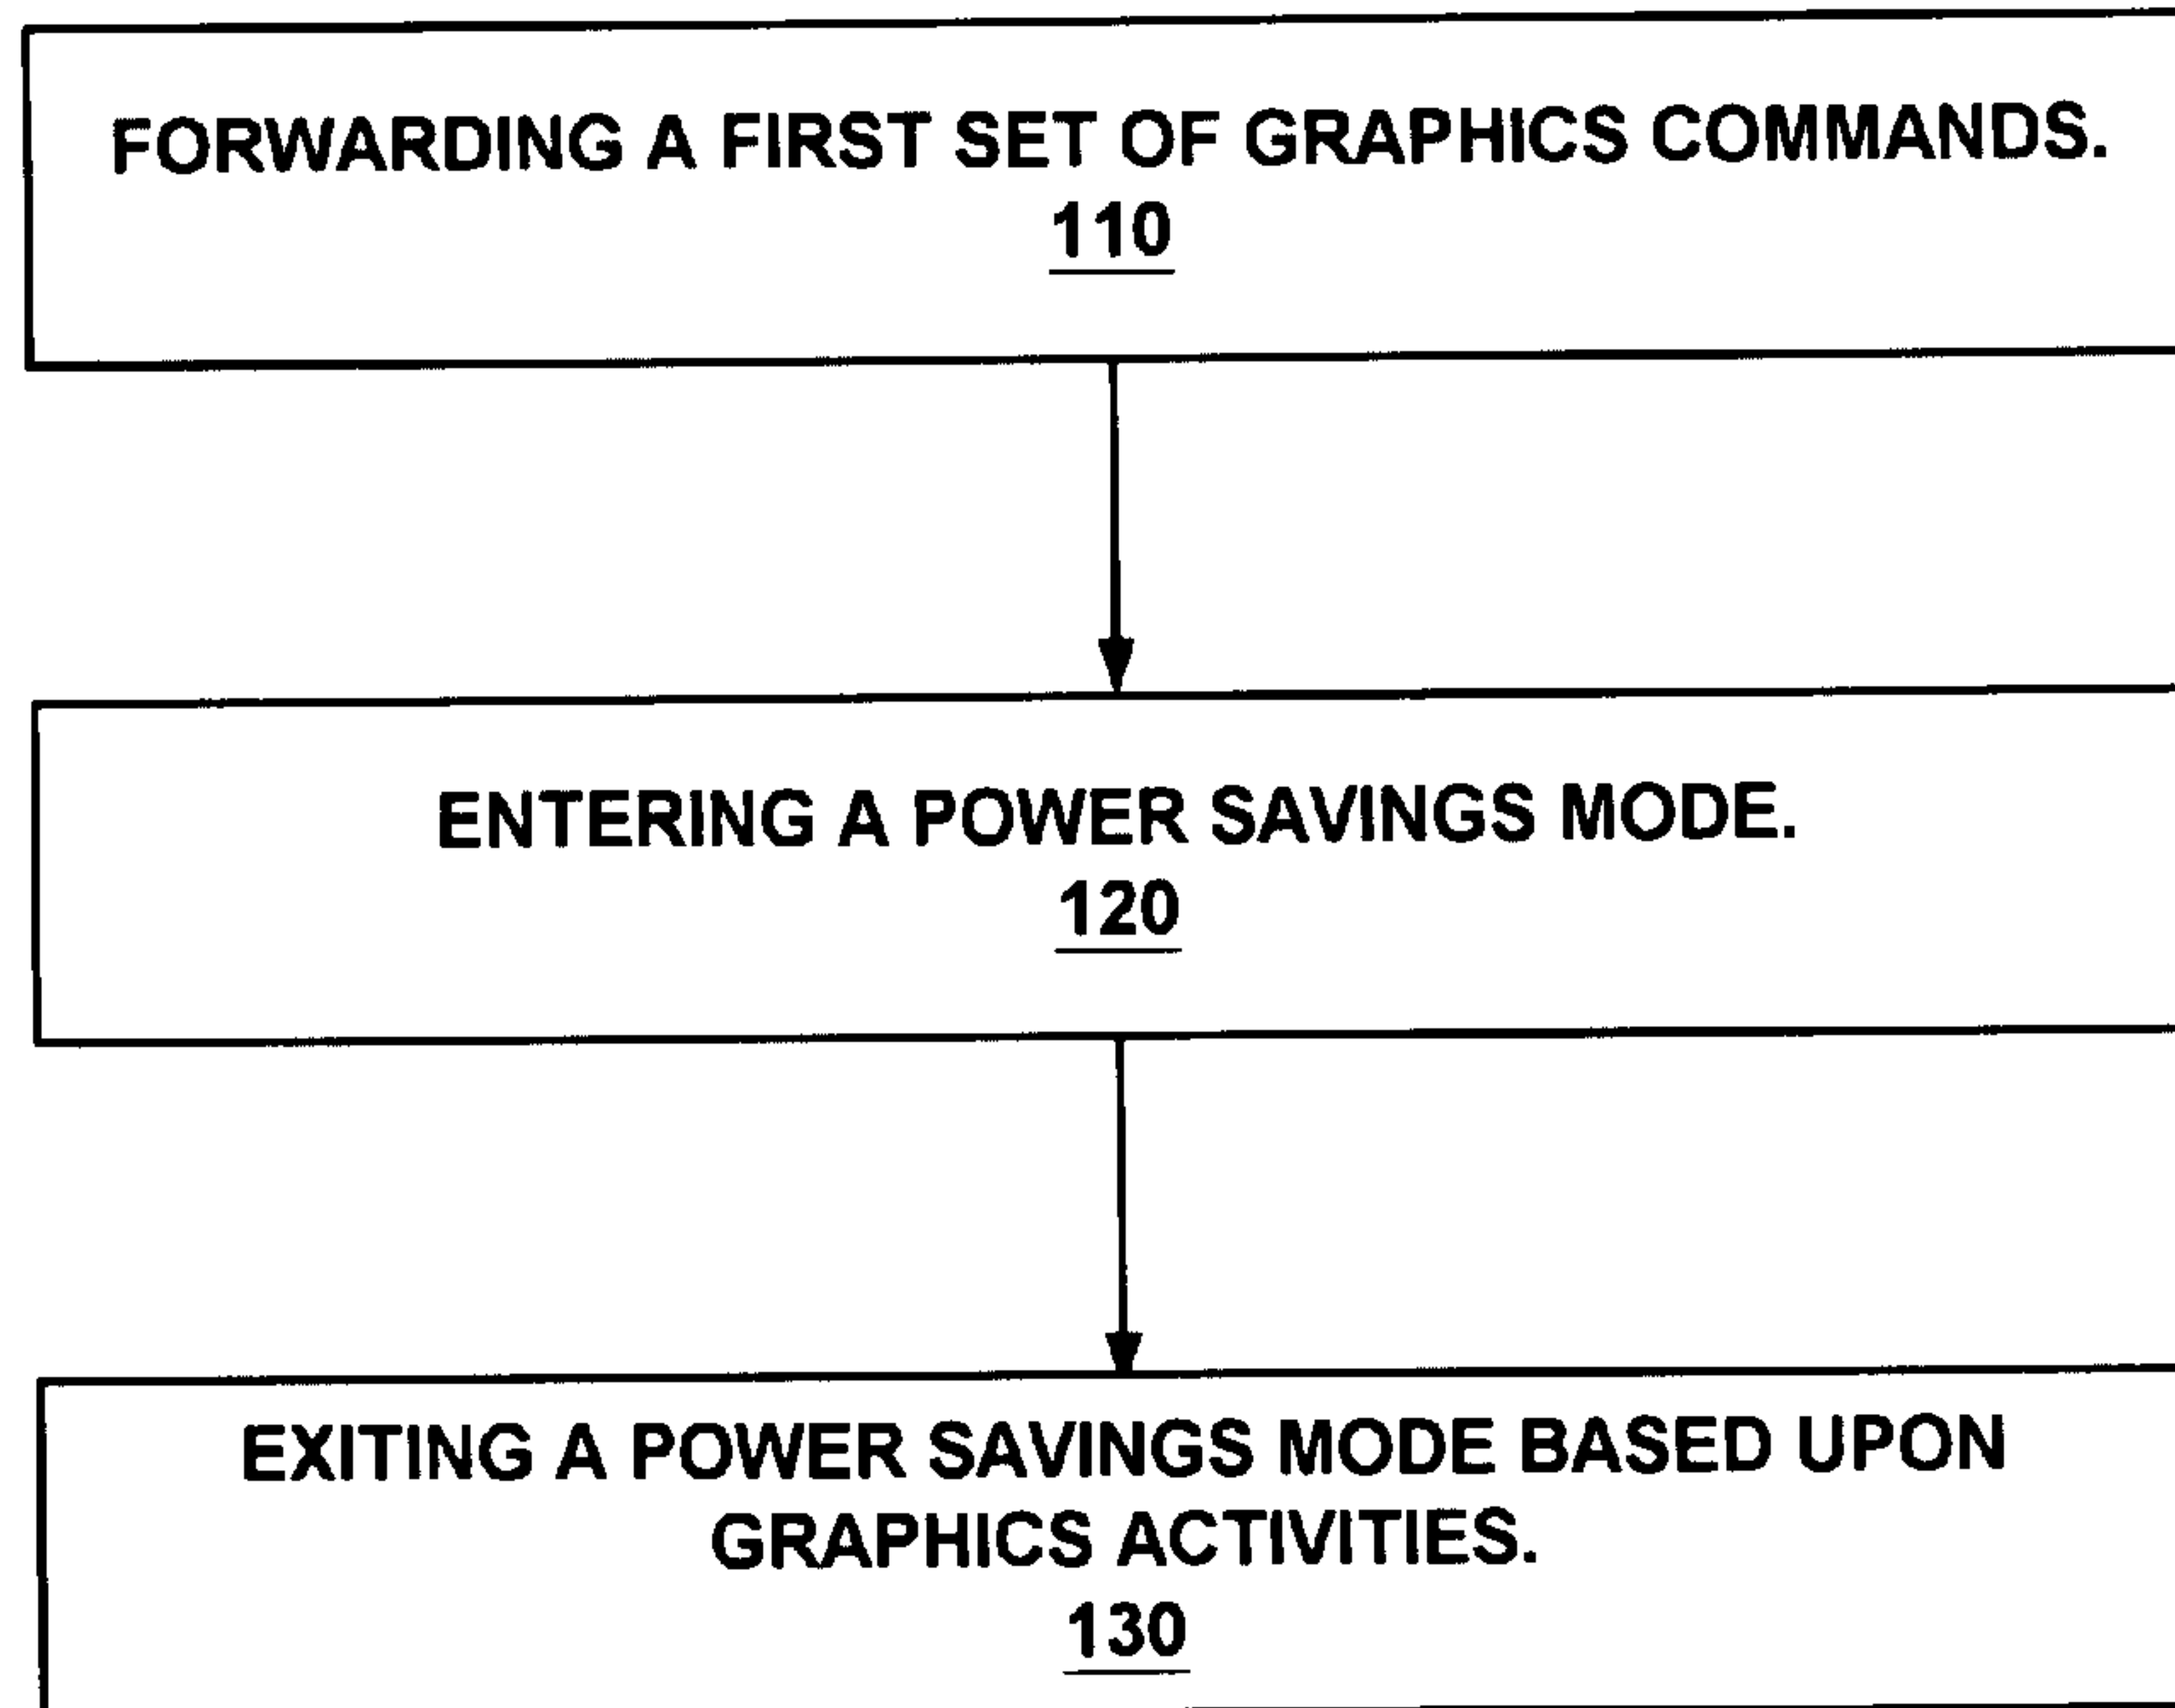 FORWARDING A FIRST SET OF GRAPHICS COMMANDS.
110
ENTERING A POWER SAVINGS MODE.
120
EXITING A POWER SAVINGS MODE BASED UPON
GRAPHICS ACTIVITIES.
130